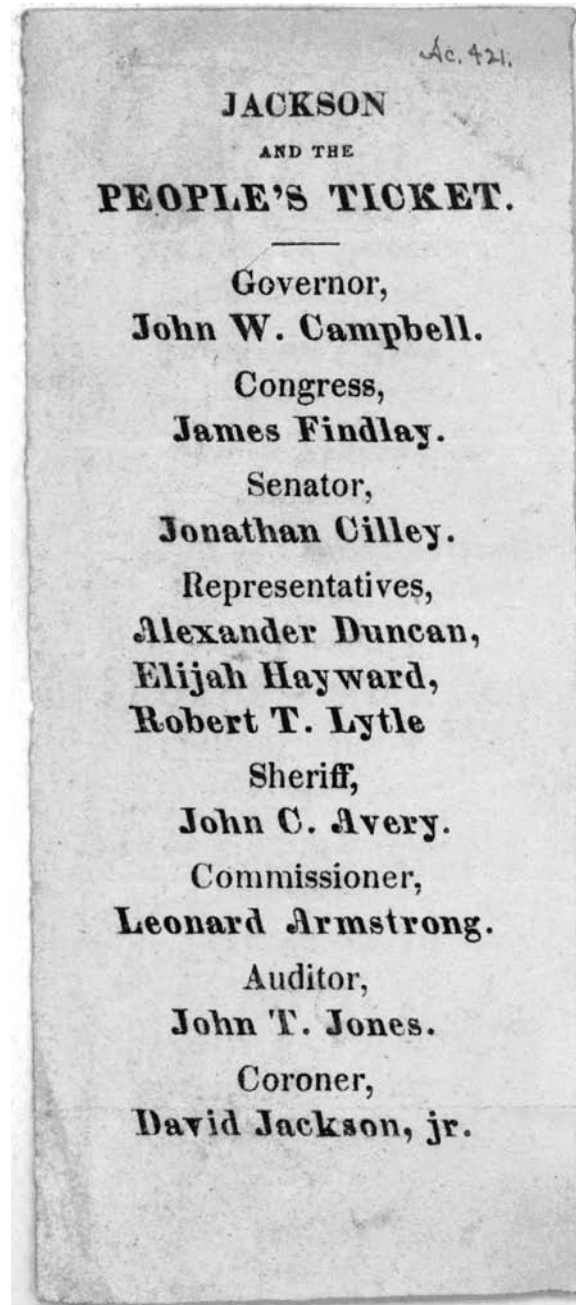 Ac. 421.
JACKSON
AND THE
PEOPLE'S TICKET.
Governor,
John W. Campbell.
Congress,
James Findlay.
Senator,
Jonathan Cilley.
Representatives,
Alexander Duncan,
Elijah Hayward,
Robert T. Lytle
Sheriff,
John C. Avery.
Commissioner,
Leonard Armstrong.
Auditor,
John T. Jones.
Coroner,
David Jackson, jr.